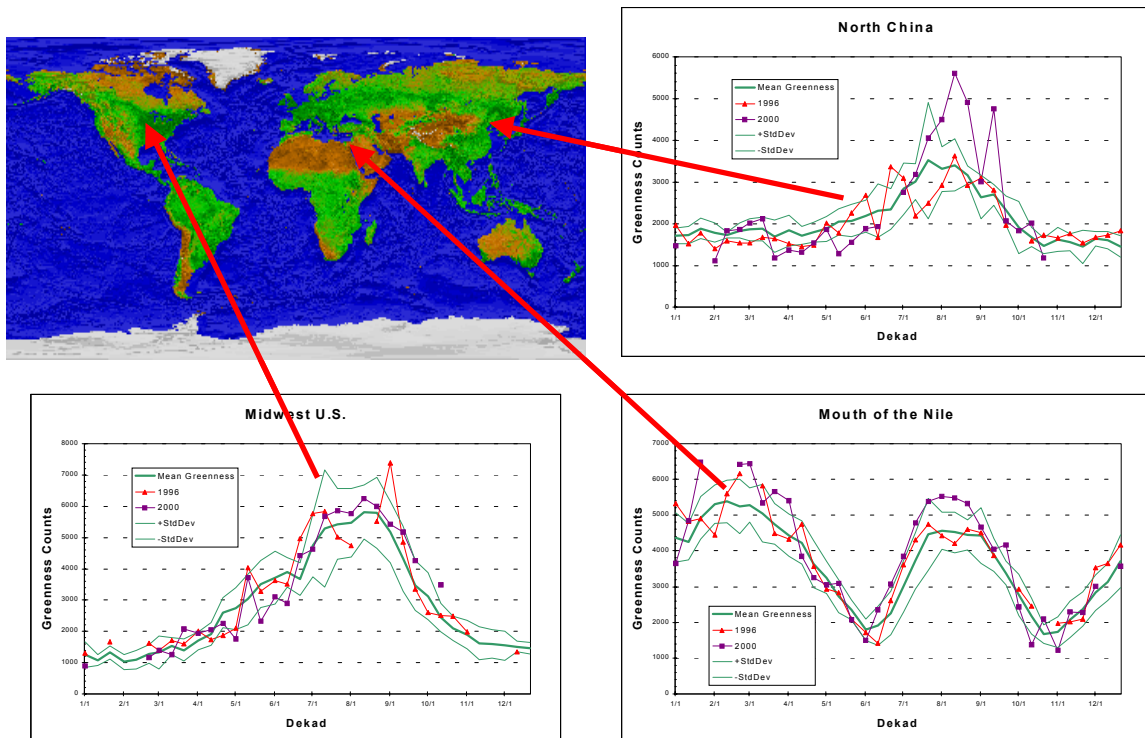 North China
Greenness Counts
6000
5000
4000
3000
2000
1000
0
Mean Greenness
1996
2000
+StdDev
-StdDev
1/1 2/1 3/1 4/1 5/1 6/1 7/1 8/1 9/1 10/1 11/1 12/1
Dekad
Midwest U.S.
Greenness Counts
8000
7000
6000
5000
4000
3000
2000
1000
0
Mean Greenness
1996
2000
+StdDev
-StdDev
1/1 2/1 3/1 4/1 5/1 6/1 7/1 8/1 9/1 10/1 11/1 12/1
Dekad
Mouth of the Nile
Greenness Counts
7000
6000
5000
4000
3000
2000
1000
0
Mean Greenness
1996
2000
+StdDev
-StdDev
1/1 2/1 3/1 4/1 5/1 6/1 7/1 8/1 9/1 10/1 11/1 12/1
Dekad